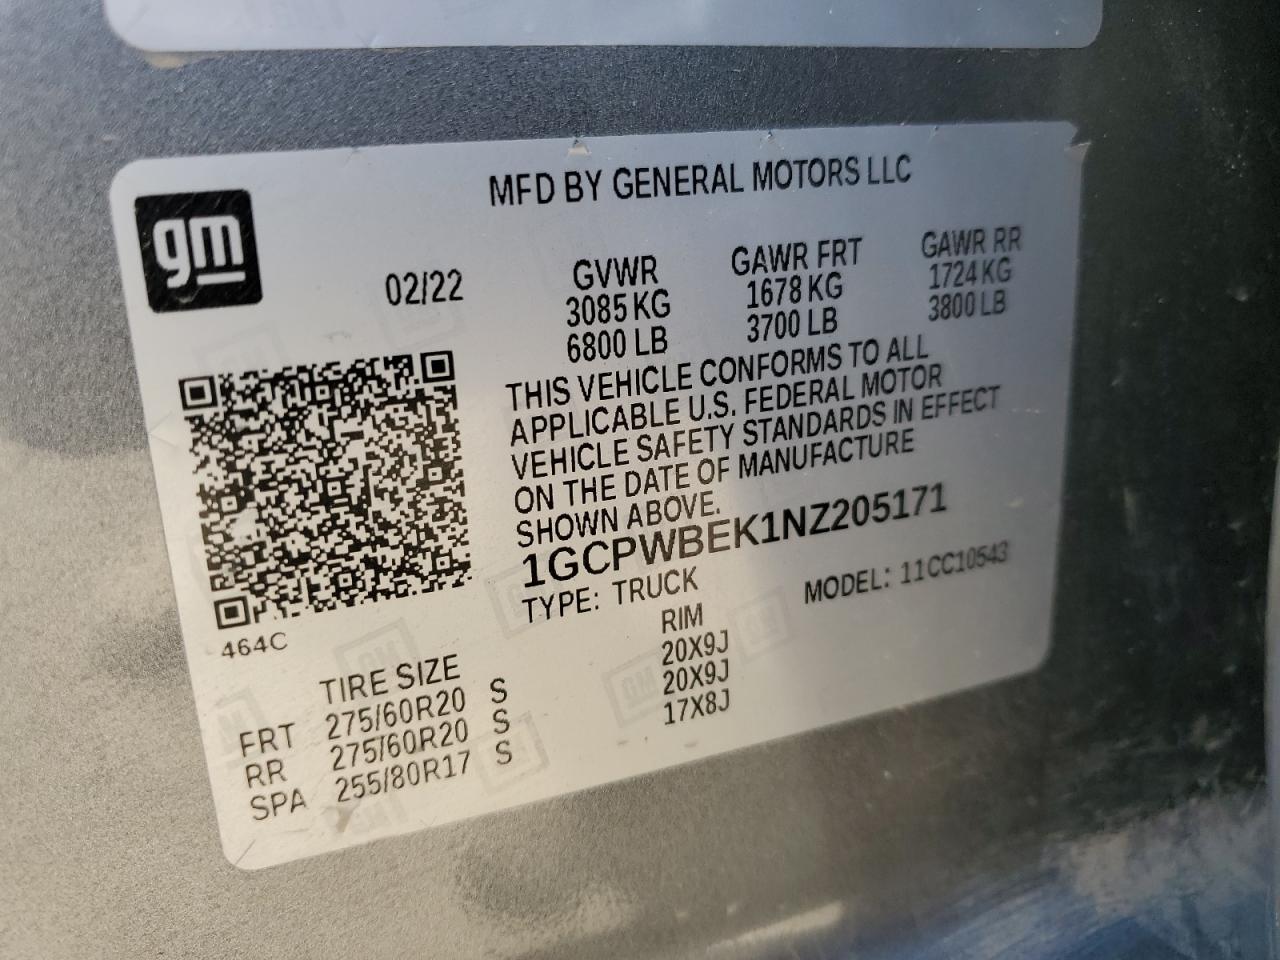 MFD BY GENERAL MOTORS LLC
gm
02/22
GVWR
3085 KG
6800 LB
GAWR FRT
1678 KG
3700 LB
GAWR RR
1724 KG
3800 LB
THIS VEHICLE CONFORMS TO ALL
APPLICABLE U.S. FEDERAL MOTOR
VEHICLE SAFETY STANDARDS IN EFFECT
ON THE DATE OF MANUFACTURE
SHOWN ABOVE.
1GCPWBEK1NZ205171
TYPE: TRUCK MODEL: 11CC10543
464C
TIRE SIZE RIM
FRT 275/60R20 S 20X9J
RR 275/60R20 S 20X9J
SPA 255/80R17 S 17X8J